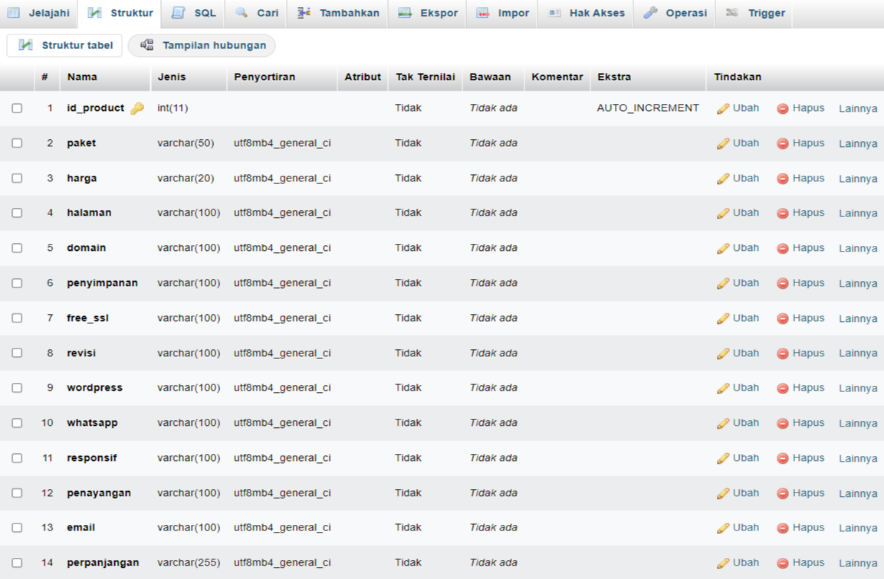 Jelajahi Struktur SQL Cari Tambahkan Ekspor Impor Hak Akses Operasi Trigger
Struktur tabel Tampilan hubungan
# Nama Jenis Penyortiran Atribut Tak Ternilai Bawaan Komentar Ekstra Tindakan
1 id_product int(11) Tidak Tidak ada AUTO_INCREMENT Ubah Hapus Lainnya
2 paket varchar(50) utf8mb4_general_ci Tidak Tidak ada Ubah Hapus Lainnya
3 harga varchar(20) utf8mb4_general_ci Tidak Tidak ada Ubah Hapus Lainnya
4 halaman varchar(100) utf8mb4_general_ci Tidak Tidak ada Ubah Hapus Lainnya
5 domain varchar(100) utf8mb4_general_ci Tidak Tidak ada Ubah Hapus Lainnya
6 penyimpanan varchar(100) utf8mb4_general_ci Tidak Tidak ada Ubah Hapus Lainnya
7 free_ssl varchar(100) utf8mb4_general_ci Tidak Tidak ada Ubah Hapus Lainnya
8 revisi varchar(100) utf8mb4_general_ci Tidak Tidak ada Ubah Hapus Lainnya
9 wordpress varchar(100) utf8mb4_general_ci Tidak Tidak ada Ubah Hapus Lainnya
10 whatsapp varchar(100) utf8mb4_general_ci Tidak Tidak ada Ubah Hapus Lainnya
11 responsif varchar(100) utf8mb4_general_ci Tidak Tidak ada Ubah Hapus Lainnya
12 penayangan varchar(100) utf8mb4_general_ci Tidak Tidak ada Ubah Hapus Lainnya
13 email varchar(100) utf8mb4_general_ci Tidak Tidak ada Ubah Hapus Lainnya
14 perpanjangan varchar(255) utf8mb4_general_ci Tidak Tidak ada Ubah Hapus Lainnya